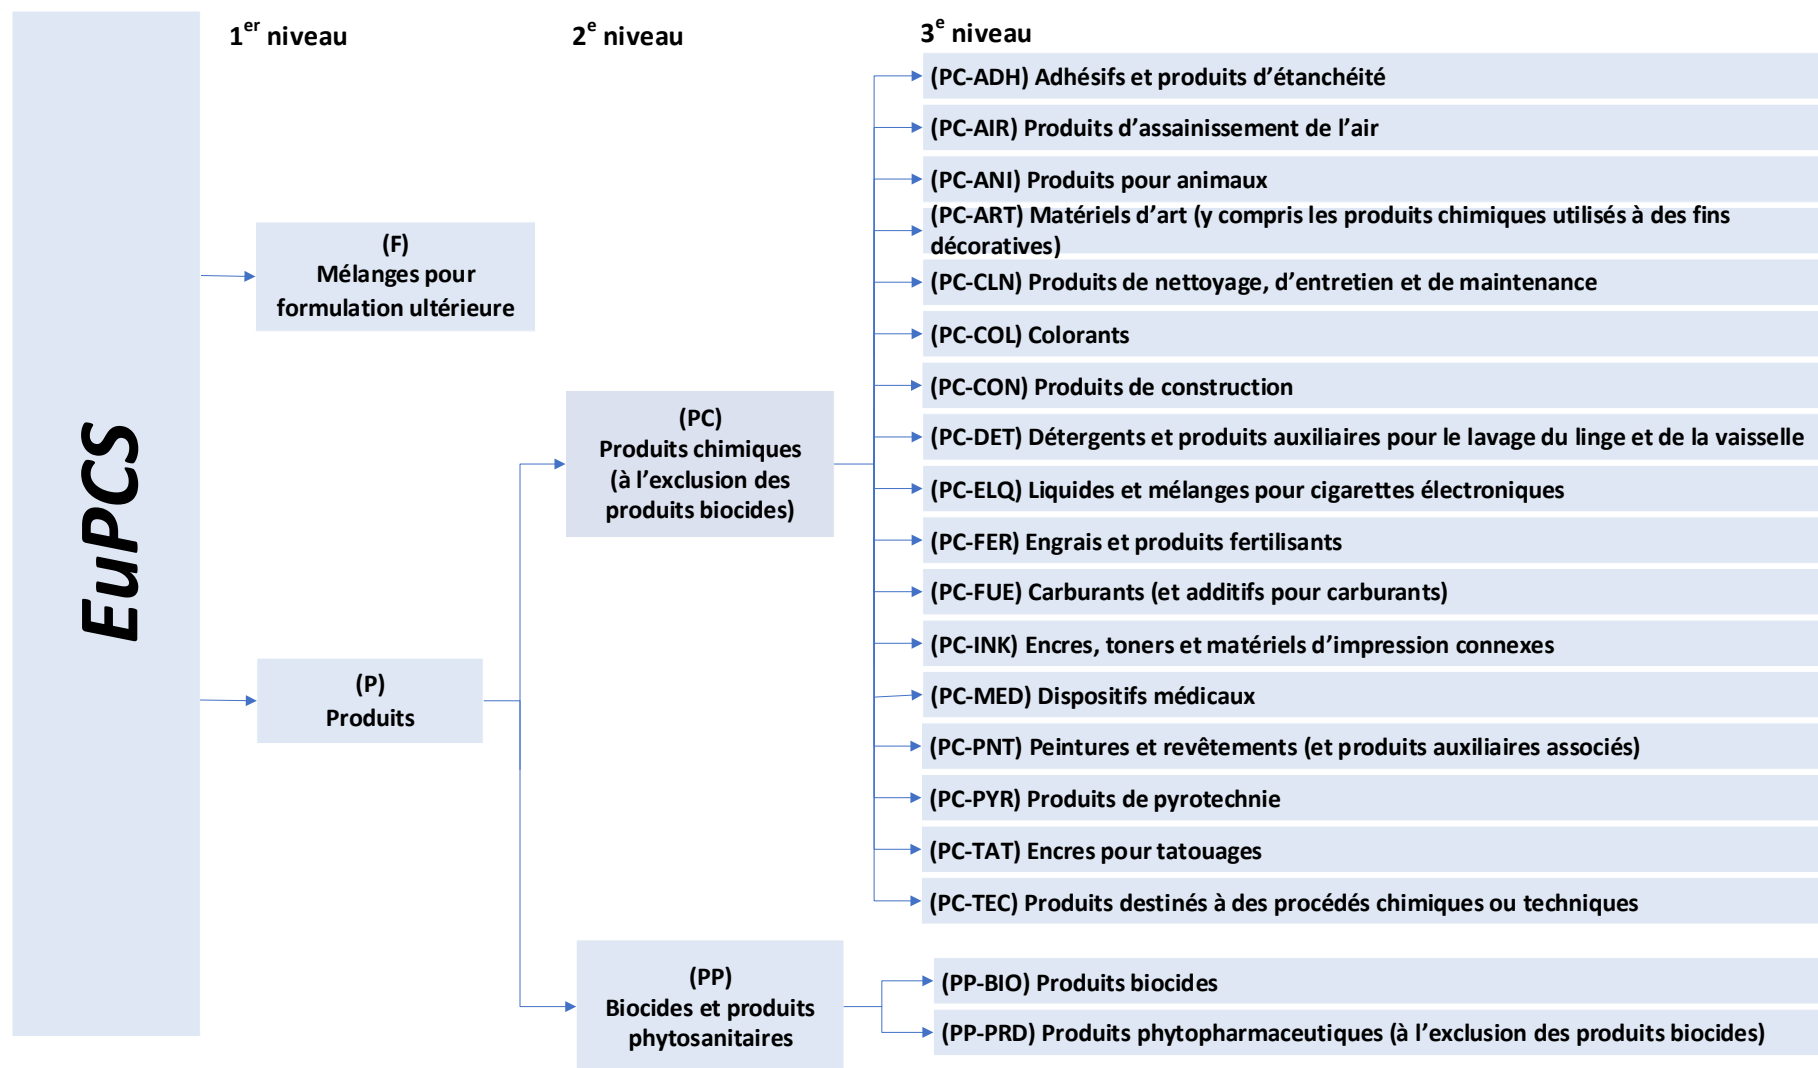 1er niveau
2e niveau
3e niveau
EuPCS
(F)
Mélanges pour
formulation ultérieure
(P)
Produits
(PC)
Produits chimiques
(à l’exclusion des
produits biocides)
(PP)
Biocides et produits
phytosanitaires
(PC-ADH) Adhésifs et produits d’étanchéité
(PC-AIR) Produits d’assainissement de l’air
(PC-ANI) Produits pour animaux
(PC-ART) Matériels d’art (y compris les produits chimiques utilisés à des fins
décoratives)
(PC-CLN) Produits de nettoyage, d’entretien et de maintenance
(PC-COL) Colorants
(PC-CON) Produits de construction
(PC-DET) Détergents et produits auxiliaires pour le lavage du linge et de la vaisselle
(PC-ELQ) Liquides et mélanges pour cigarettes électroniques
(PC-FER) Engrais et produits fertilisants
(PC-FUE) Carburants (et additifs pour carburants)
(PC-INK) Encres, toners et matériels d’impression connexes
(PC-MED) Dispositifs médicaux
(PC-PNT) Peintures et revêtements (et produits auxiliaires associés)
(PC-PYR) Produits de pyrotechnie
(PC-TAT) Encres pour tatouages
(PC-TEC) Produits destinés à des procédés chimiques ou techniques
(PP-BIO) Produits biocides
(PP-PRD) Produits phytopharmaceutiques (à l’exclusion des produits biocides)